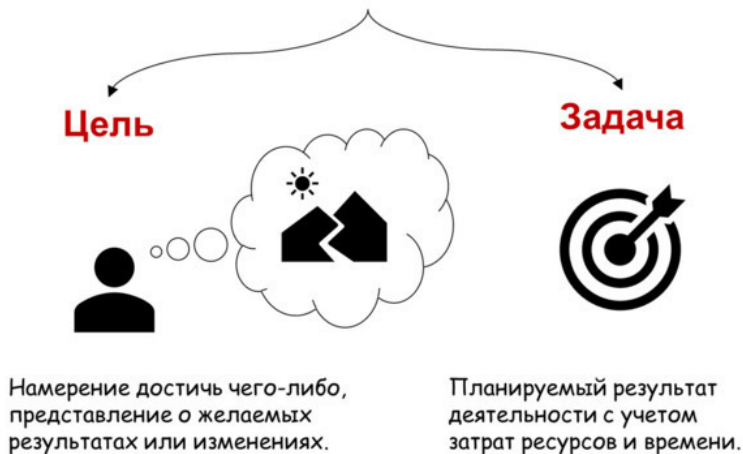 Цель
Задача
Намерение достичь чего-либо,
представление о желаемых
результатах или изменениях.
Планируемый результат
деятельности с учетом
затрат ресурсов и времени.